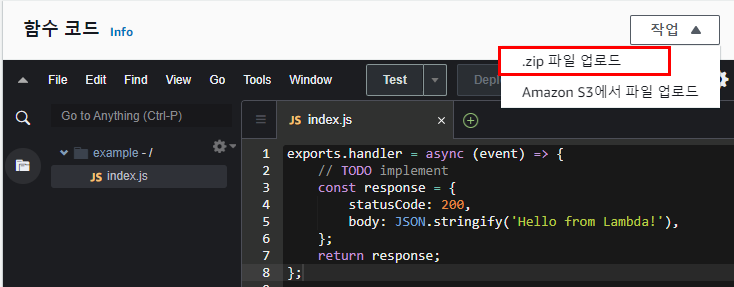 함수 코드 Info
작업
.zip 파일 업로드
Amazon S3에서 파일 업로드
File Edit Find View Go Tools Window Test
Go to Anything (Ctrl-P)
example - /
JS index.js
JS index.js ×
1 exports.handler = async (event) => {
2 // TODO implement
3 const response = {
4 statusCode: 200,
5 body: JSON.stringify('Hello from Lambda!'),
6 };
7 return response;
8 };